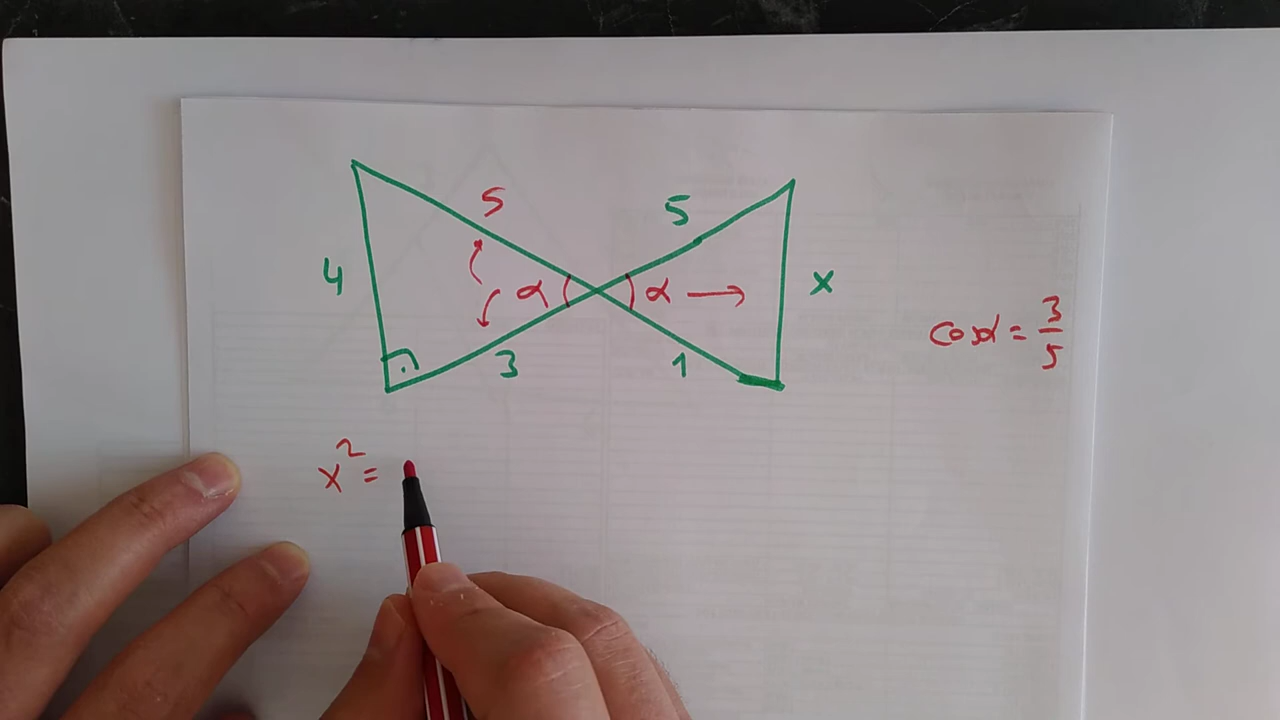 5 5
4 α α → x
3 1
cosα = 3/5
x² =